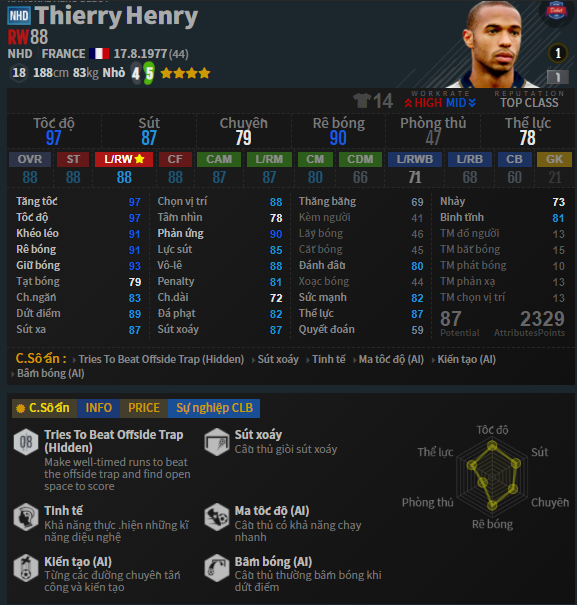 NHD Thierry Henry
RW88
NHD FRANCE 17.8.1977(44)
18 188cm 83kg Nhỏ 4 5
1
1
14 WORKRATE HIGH MID REPUTATION TOP CLASS
Tốc độ Sút Chuyền Rê bóng Phòng thủ Thể lực
97 87 79 90 47 78
OVR ST L/RW CF CAM L/RM CM CDM L/RWB L/RB CB GK
88 88 88 88 87 87 80 66 71 68 60 21
Tăng tốc 97 Chọn vị trí 88 Thăng bằng 69 Nhảy 73
Tốc độ 97 Tầm nhìn 78 Kèm người 41 Bình tĩnh 81
Khéo léo 91 Phản ứng 90 Lấy bóng 46 TM đổ người 13
Rê bóng 91 Lực sút 85 Cắt bóng 45 TM bắt bóng 15
Giữ bóng 93 Vô-lê 88 Xoạc bóng 44 TM phát bóng 10
Tạt bóng 79 Penalty 81 Đánh đầu 80 TM phản xạ 13
Ch.ngắn 83 Ch.dài 72 Sức mạnh 82 TM chọn vị trí 13
Dứt điểm 89 Đá phạt 82 Thể lực 87 87 2329
Sút xa 87 Sút xoáy 87 Quyết đoán 59 Potential AttributesPoints
C.Số ẩn : Tries To Beat Offside Trap (Hidden) Sút xoáy Tinh tế Ma tốc độ (AI) Kiến tạo (AI)
Bấm bóng (AI)
C.Số ẩn INFO PRICE Sự nghiệp CLB
Tries To Beat Offside Trap
(Hidden)
Make well-timed runs to beat
the offside trap and find open
space to score
Sút xoáy
Cầu thủ giỏi sút xoáy
Tinh tế
Khả năng thực .hiện những kĩ
năng diệu nghệ
Ma tốc độ (AI)
Cầu thủ có khả năng chạy
nhanh
Kiến tạo (AI)
Từng các đường chuyền tấn
công và kiến tạo
Bấm bóng (AI)
Cầu thủ thường bấm bóng khi
dứt điểm
Tốc độ
Thể lực Sút
Phòng thủ Chuyền
Rê bóng